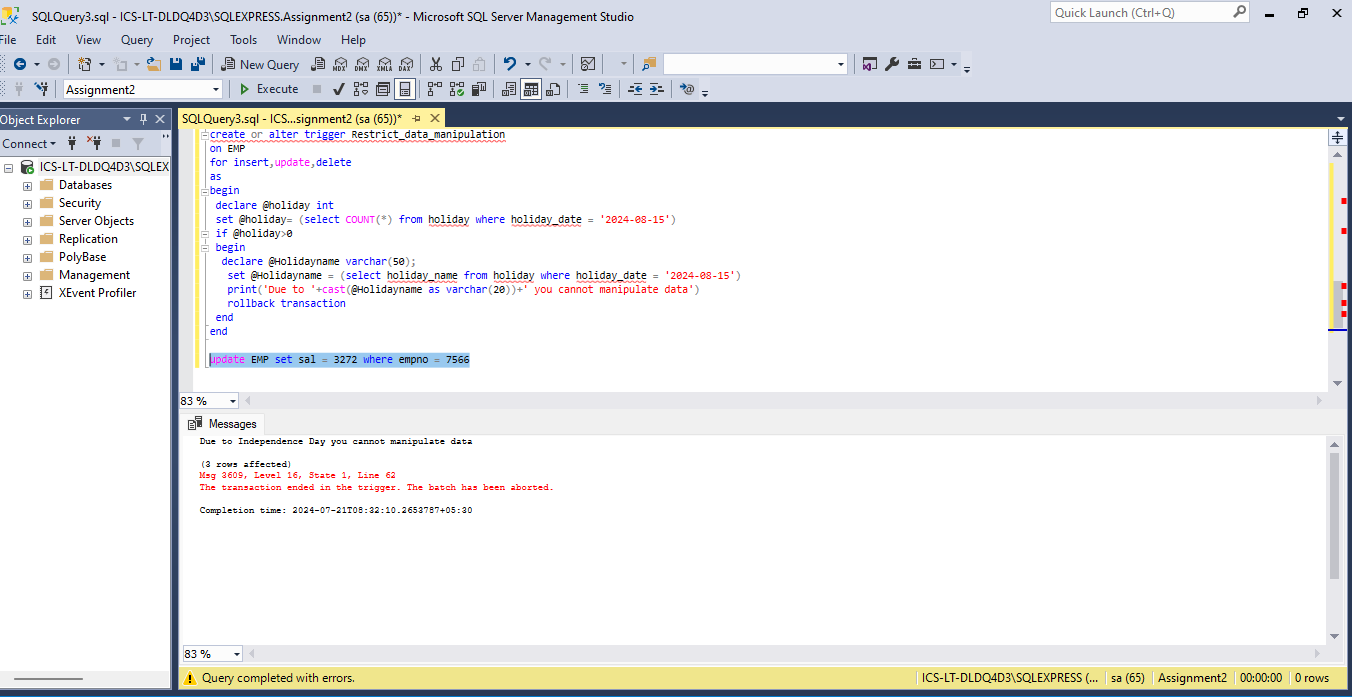 SQLQuery3.sql - ICS-LT-DLDQ4D3\SQLEXPRESS.Assignment2 (sa (65))* - Microsoft SQL Server Management Studio
Quick Launch (Ctrl+Q)
File Edit View Query Project Tools Window Help
New Query
MDX DMX XMLA DAX
Assignment2
Execute
Object Explorer
SQLQuery3.sql - ICS...signment2 (sa (65))*
Connect
ICS-LT-DLDQ4D3\SQLEX
Databases
Security
Server Objects
Replication
PolyBase
Management
XEvent Profiler
create or alter trigger Restrict_data_manipulation
on EMP
for insert,update,delete
as
begin
declare @holiday int
set @holiday= (select COUNT(*) from holiday where holiday_date = '2024-08-15')
if @holiday>0
begin
declare @Holidayname varchar(50);
set @Holidayname = (select holiday_name from holiday where holiday_date = '2024-08-15')
print('Due to '+cast(@Holidayname as varchar(20))+' you cannot manipulate data')
rollback transaction
end
end
update EMP set sal = 3272 where empno = 7566
83 %
Messages
Due to Independence Day you cannot manipulate data
(3 rows affected)
Msg 3609, Level 16, State 1, Line 62
The transaction ended in the trigger. The batch has been aborted.
Completion time: 2024-07-21T08:32:10.2653787+05:30
83 %
Query completed with errors.
ICS-LT-DLDQ4D3\SQLEXPRESS (... sa (65) Assignment2 00:00:00 0 rows